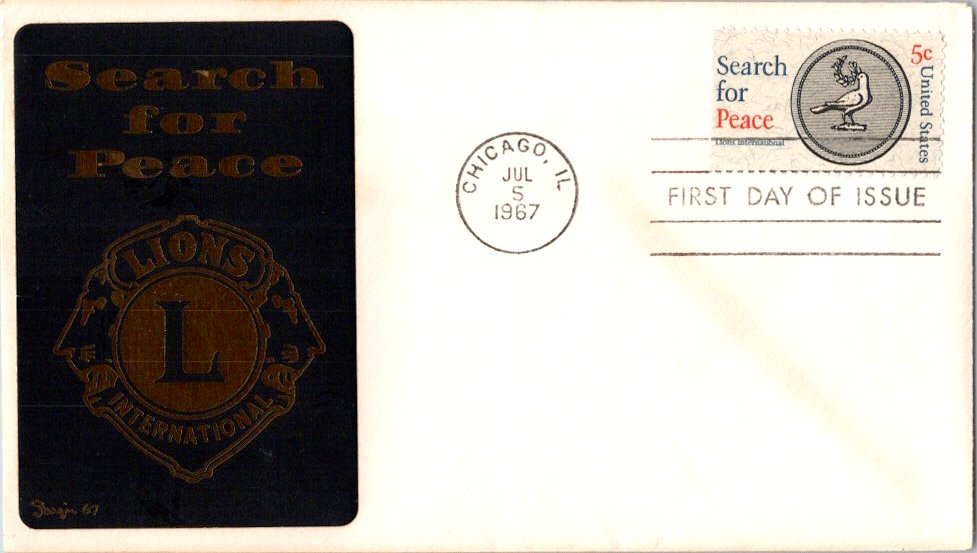 Search
for
Peace
LIONS
L
INTERNATIONAL
67
CHICAGO, IL
JUL
5
1967
Search
for
Peace
Lions International
5c
United States
FIRST DAY OF ISSUE